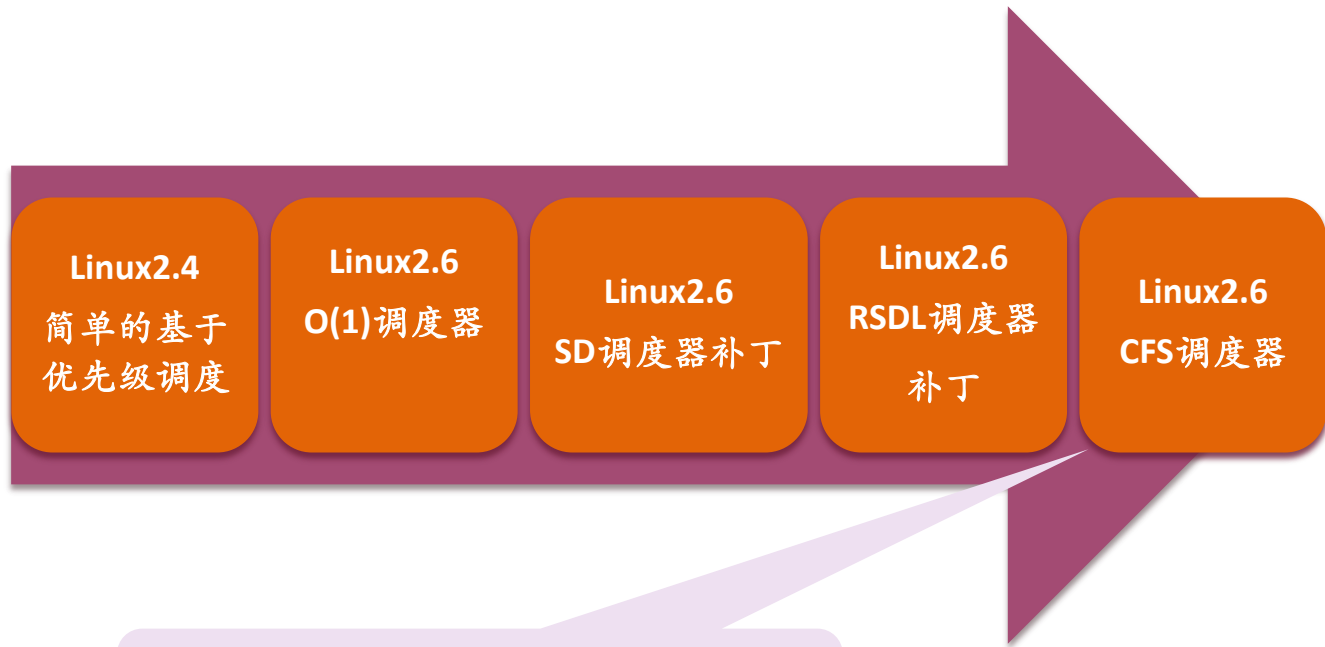 Linux2.4
简单的基于
优先级调度
Linux2.6
O(1)调度器
Linux2.6
SD调度器补丁
Linux2.6
RSDL调度器
补丁
Linux2.6
CFS调度器